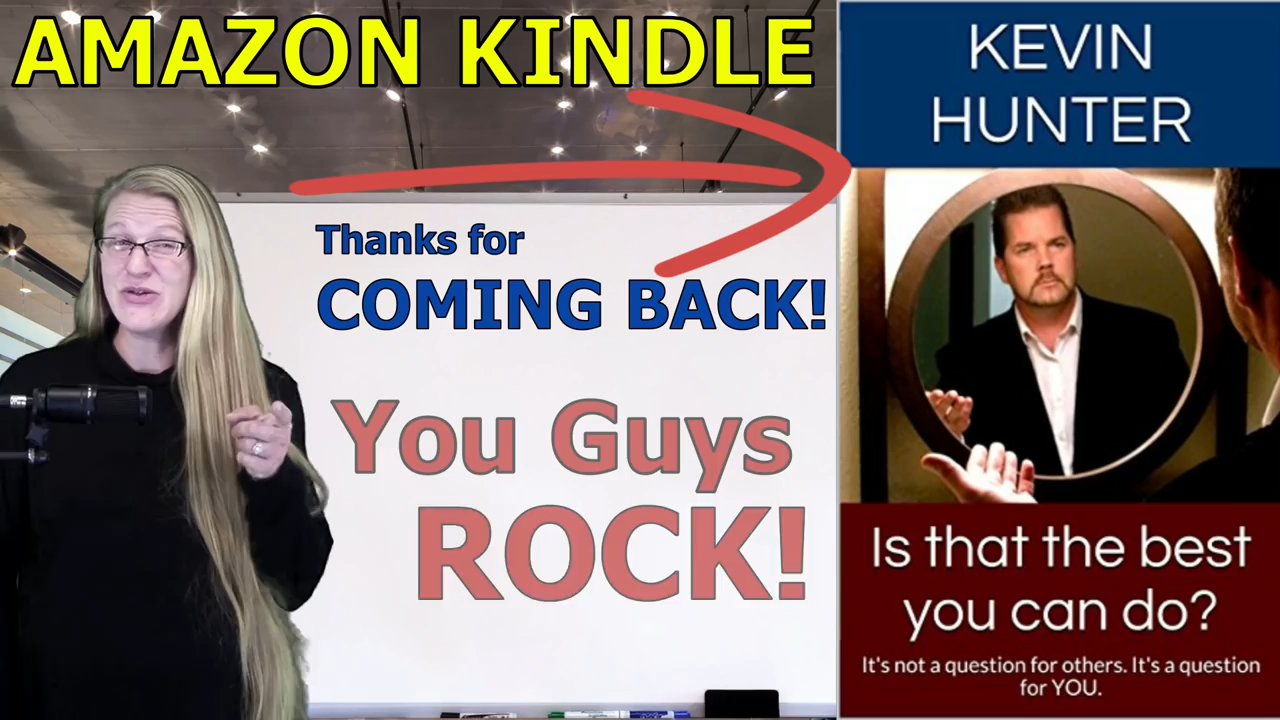 AMAZON KINDLE
Thanks for
COMING BACK!
You Guys
ROCK!
KEVIN
HUNTER
Is that the best
you can do?
It's not a question for others. It's a question
for YOU.